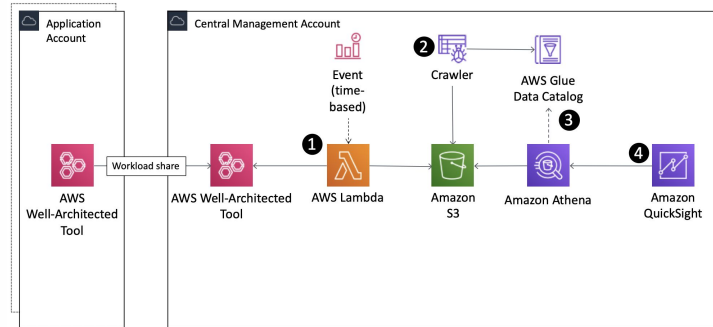 Application
Account
Central Management Account
Event
(time-
based)
2
Crawler
AWS Glue
Data Catalog
3
1
4
Workload share
AWS
Well-Architected
Tool
AWS Well-Architected
Tool
AWS Lambda
Amazon
S3
Amazon Athena
Amazon
QuickSight